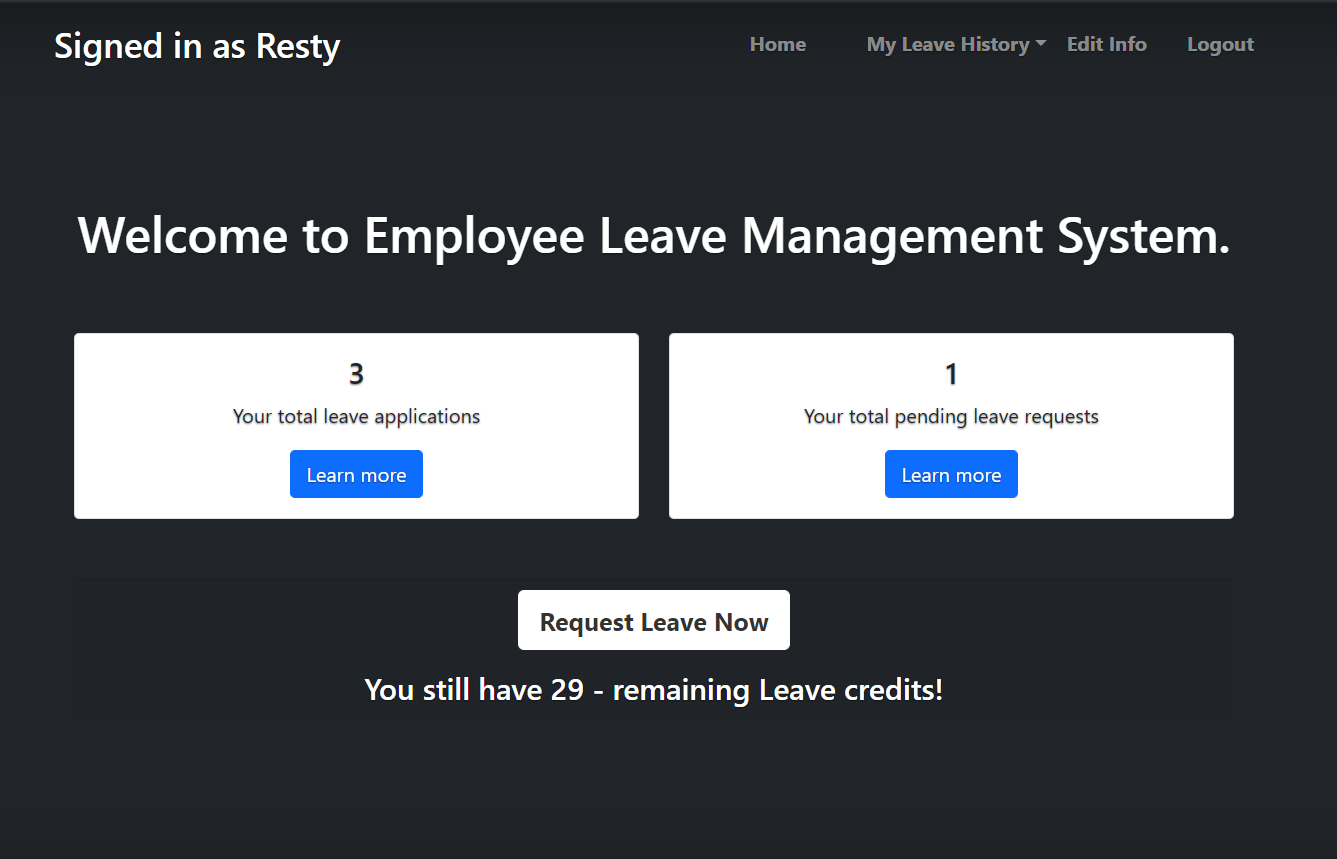 Signed in as Resty
Home My Leave History Edit Info Logout
Welcome to Employee Leave Management System.
3
Your total leave applications
Learn more
1
Your total pending leave requests
Learn more
Request Leave Now
You still have 29 - remaining Leave credits!